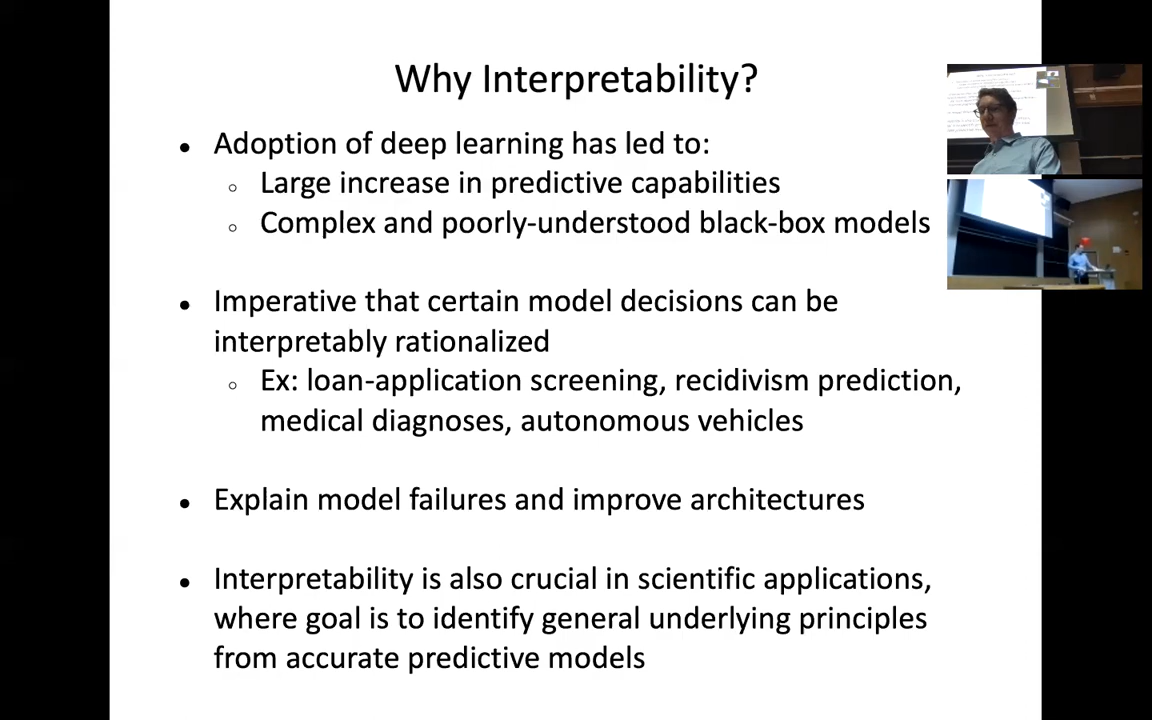 Why Interpretability?
• Adoption of deep learning has led to:
○ Large increase in predictive capabilities
○ Complex and poorly-understood black-box models
• Imperative that certain model decisions can be
interpretably rationalized
○ Ex: loan-application screening, recidivism prediction,
medical diagnoses, autonomous vehicles
• Explain model failures and improve architectures
• Interpretability is also crucial in scientific applications,
where goal is to identify general underlying principles
from accurate predictive models